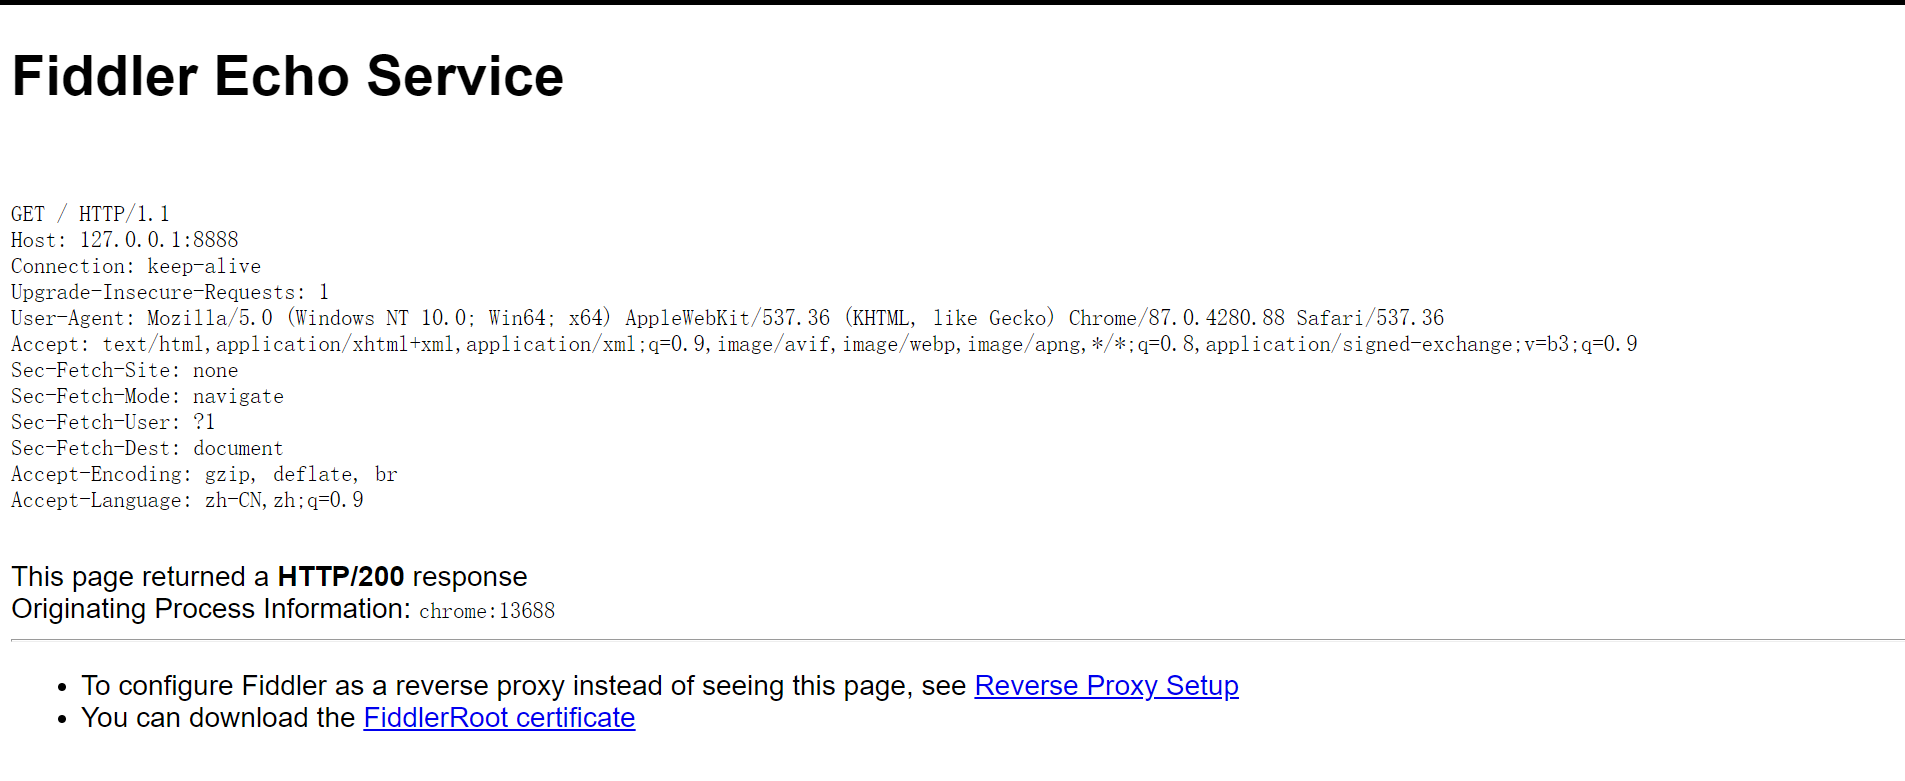 Fiddler Echo Service
GET / HTTP/1.1
Host: 127.0.0.1:8888
Connection: keep-alive
Upgrade-Insecure-Requests: 1
User-Agent: Mozilla/5.0 (Windows NT 10.0; Win64; x64) AppleWebKit/537.36 (KHTML, like Gecko) Chrome/87.0.4280.88 Safari/537.36
Accept: text/html,application/xhtml+xml,application/xml;q=0.9,image/avif,image/webp,image/apng,*/*;q=0.8,application/signed-exchange;v=b3;q=0.9
Sec-Fetch-Site: none
Sec-Fetch-Mode: navigate
Sec-Fetch-User: ?1
Sec-Fetch-Dest: document
Accept-Encoding: gzip, deflate, br
Accept-Language: zh-CN,zh;q=0.9
This page returned a HTTP/200 response
Originating Process Information: chrome:13688
• To configure Fiddler as a reverse proxy instead of seeing this page, see Reverse Proxy Setup
• You can download the FiddlerRoot certificate